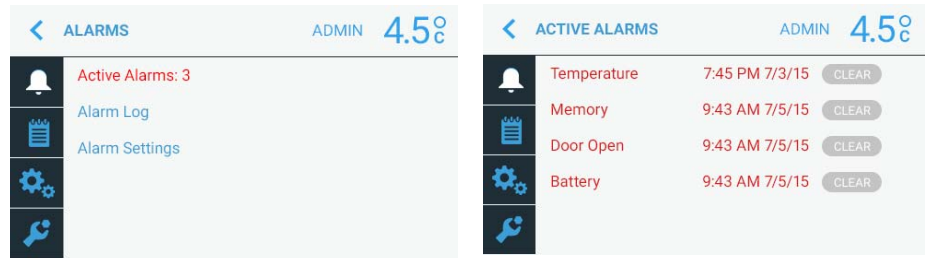 ALARMS ADMIN 4.5°C
Active Alarms: 3
Alarm Log
Alarm Settings
ACTIVE ALARMS ADMIN 4.5°C
Temperature 7:45 PM 7/3/15 CLEAR
Memory 9:43 AM 7/5/15 CLEAR
Door Open 9:43 AM 7/5/15 CLEAR
Battery 9:43 AM 7/5/15 CLEAR